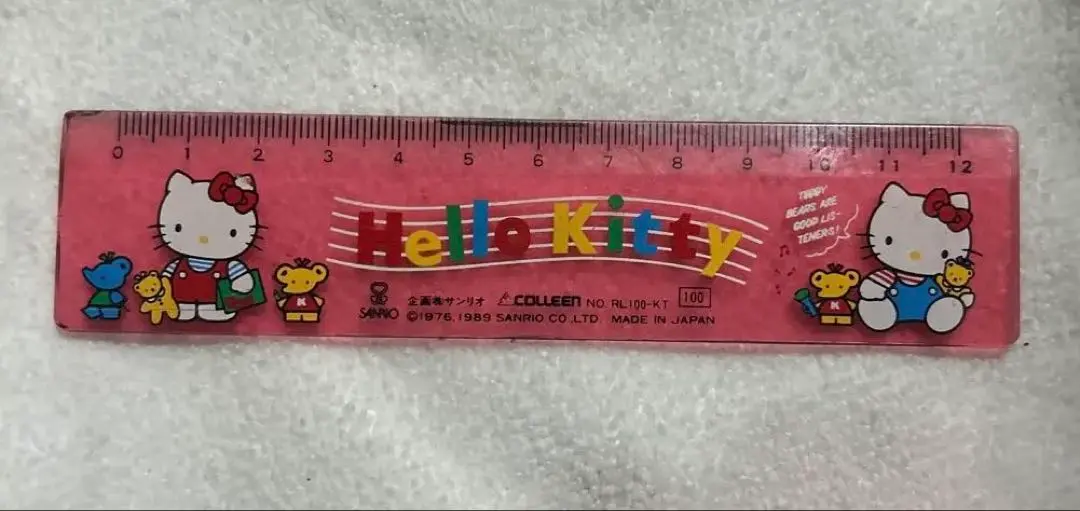 0 1 2 3 4 5 6 7 8 9 10 11 12
Hello Kitty
TEDDY
BEARS ARE
GOOD LIS-
TENERS!
K
K
SANRIO
企画(株)サンリオ COLLEEN NO. RL100-KT 100
©1976,1989 SANRIO CO.,LTD. MADE IN JAPAN